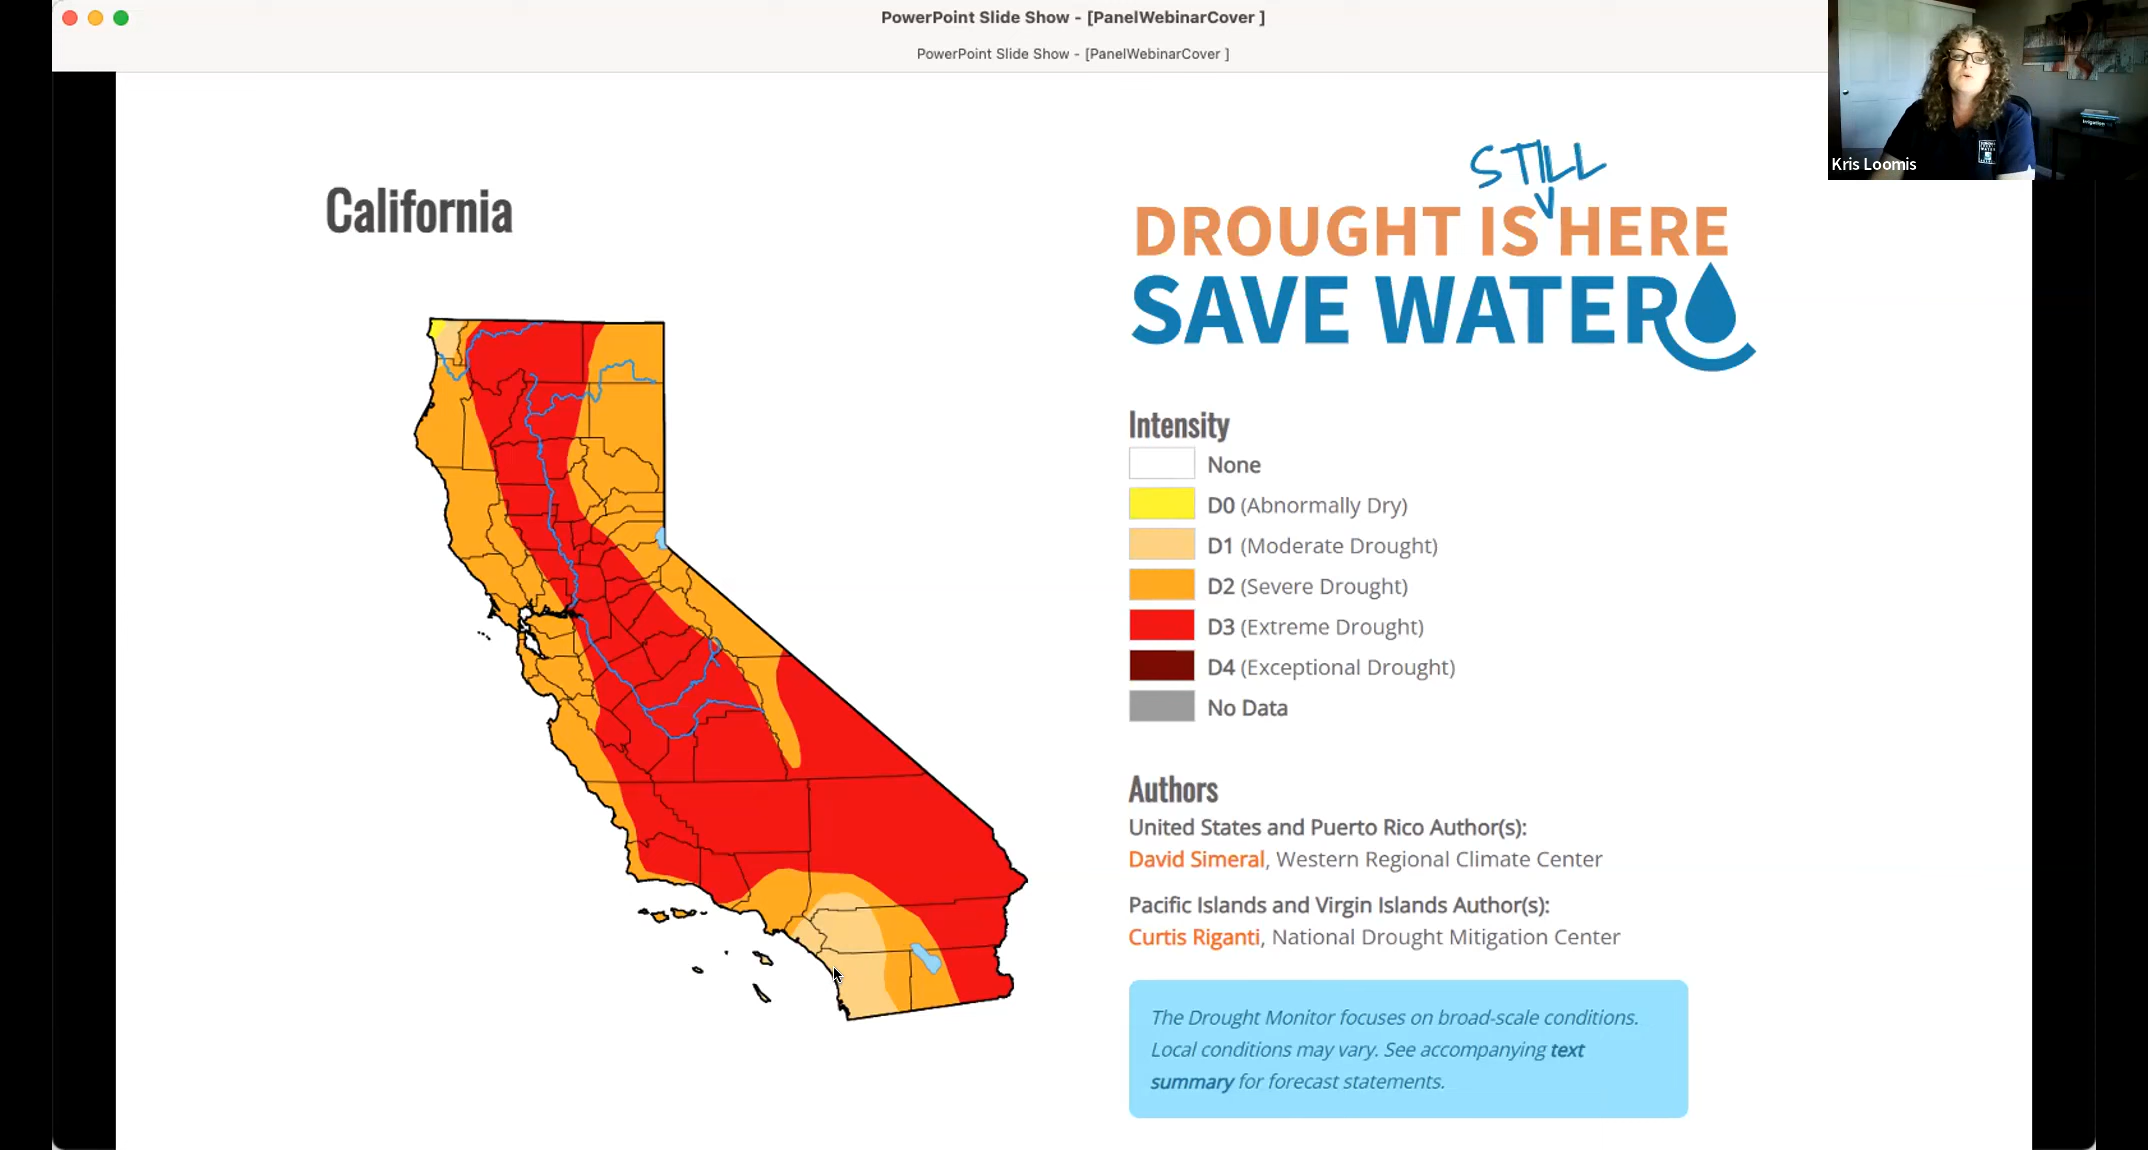 PowerPoint Slide Show - [PanelWebinarCover ]
PowerPoint Slide Show - [PanelWebinarCover ]
Kris Loomis
California
STILL
DROUGHT IS HERE
SAVE WATER
Intensity
None
D0 (Abnormally Dry)
D1 (Moderate Drought)
D2 (Severe Drought)
D3 (Extreme Drought)
D4 (Exceptional Drought)
No Data
Authors
United States and Puerto Rico Author(s):
David Simeral, Western Regional Climate Center
Pacific Islands and Virgin Islands Author(s):
Curtis Riganti, National Drought Mitigation Center
The Drought Monitor focuses on broad-scale conditions.
Local conditions may vary. See accompanying text
summary for forecast statements.